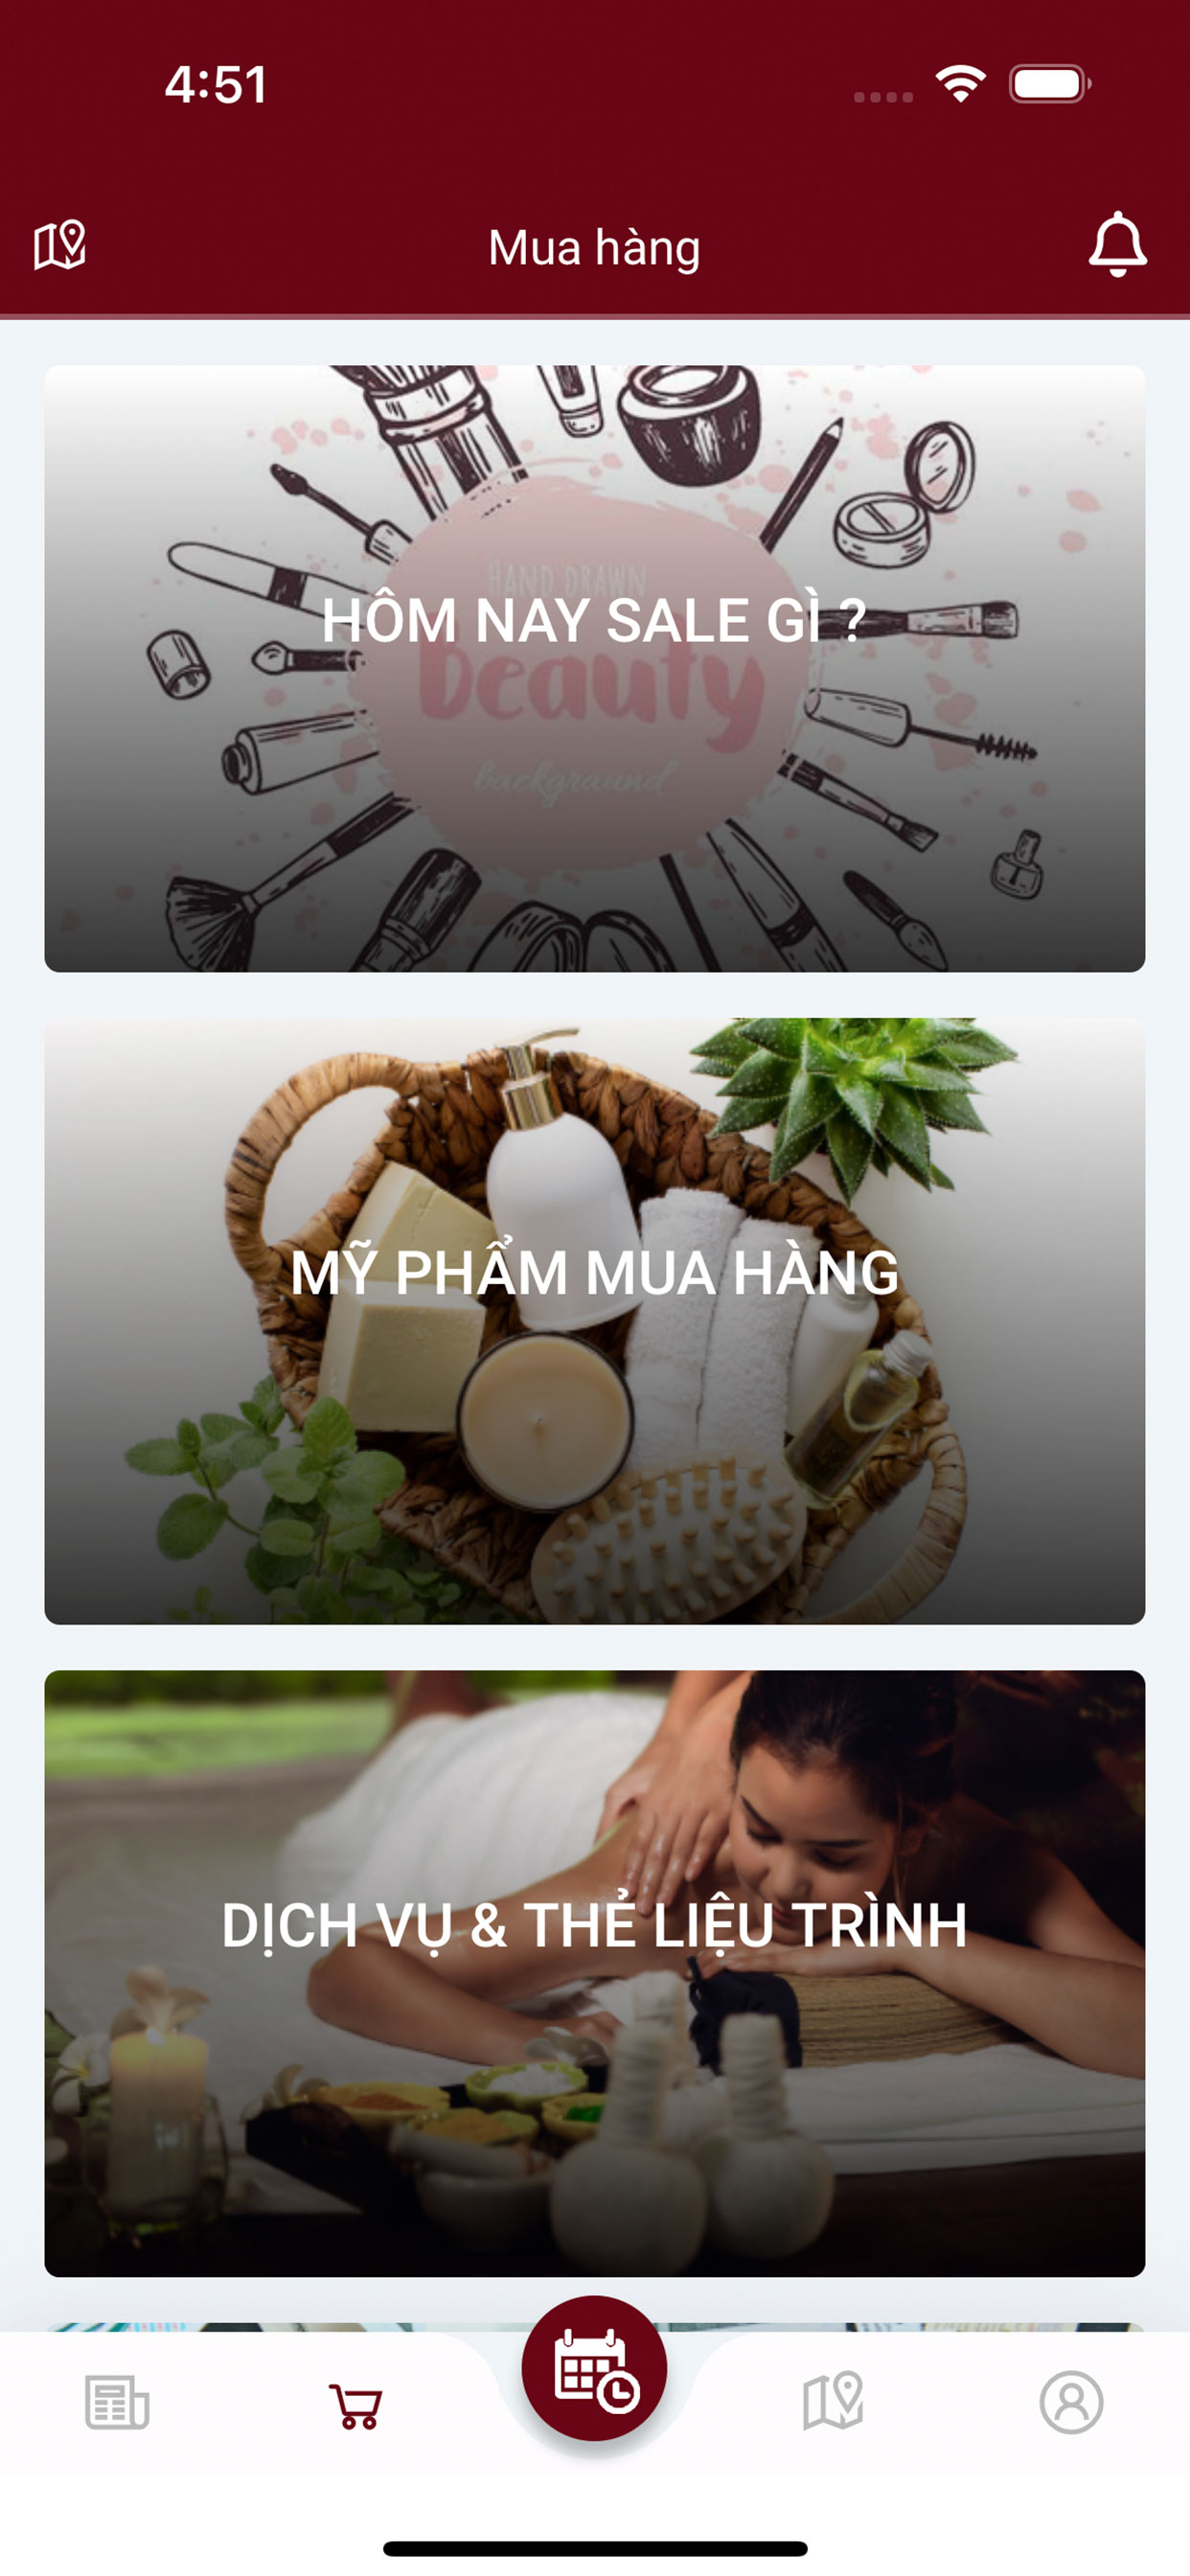 4:51
Mua hàng
HAND DRAWN
HÔM NAY SALE GÌ ?
beauty
background
MỸ PHẨM MUA HÀNG
DỊCH VỤ & THẺ LIỆU TRÌNH